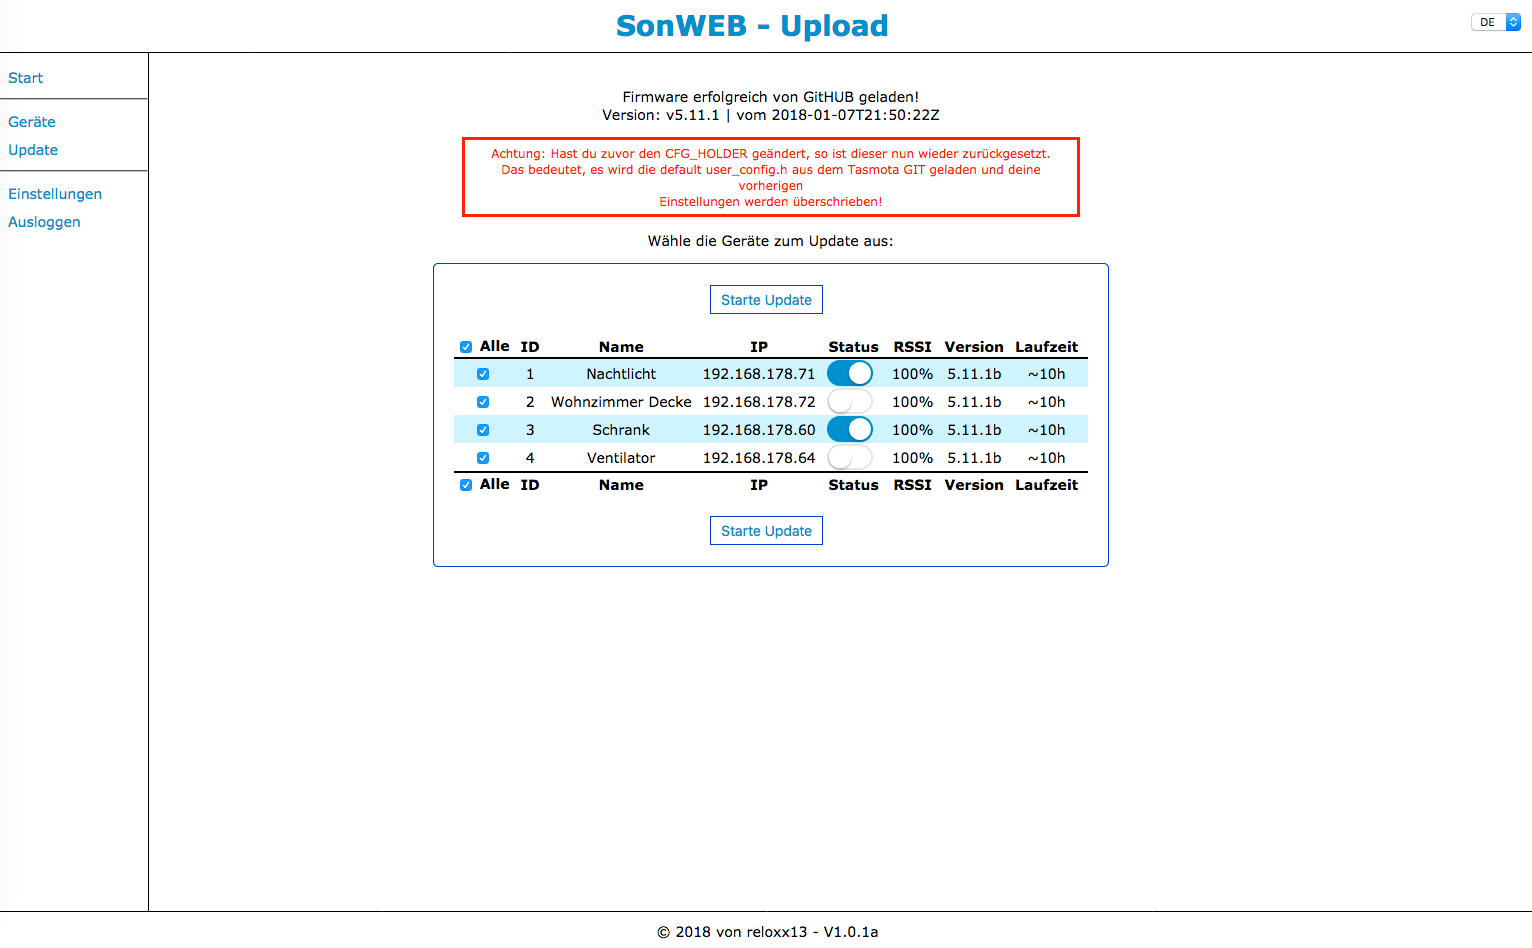 SonWEB - Upload
DE
Start
Geräte
Update
Einstellungen
Ausloggen
Firmware erfolgreich von GitHUB geladen!
Version: v5.11.1 | vom 2018-01-07T21:50:22Z
Achtung: Hast du zuvor den CFG_HOLDER geändert, so ist dieser nun wieder zurückgesetzt.
Das bedeutet, es wird die default user_config.h aus dem Tasmota GIT geladen und deine
vorherigen
Einstellungen werden überschrieben!
Wähle die Geräte zum Update aus:
Starte Update
Alle ID Name IP Status RSSI Version Laufzeit
1 Nachtlicht 192.168.178.71 100% 5.11.1b ~10h
2 Wohnzimmer Decke 192.168.178.72 100% 5.11.1b ~10h
3 Schrank 192.168.178.60 100% 5.11.1b ~10h
4 Ventilator 192.168.178.64 100% 5.11.1b ~10h
Alle ID Name IP Status RSSI Version Laufzeit
Starte Update
© 2018 von reloxx13 - V1.0.1a